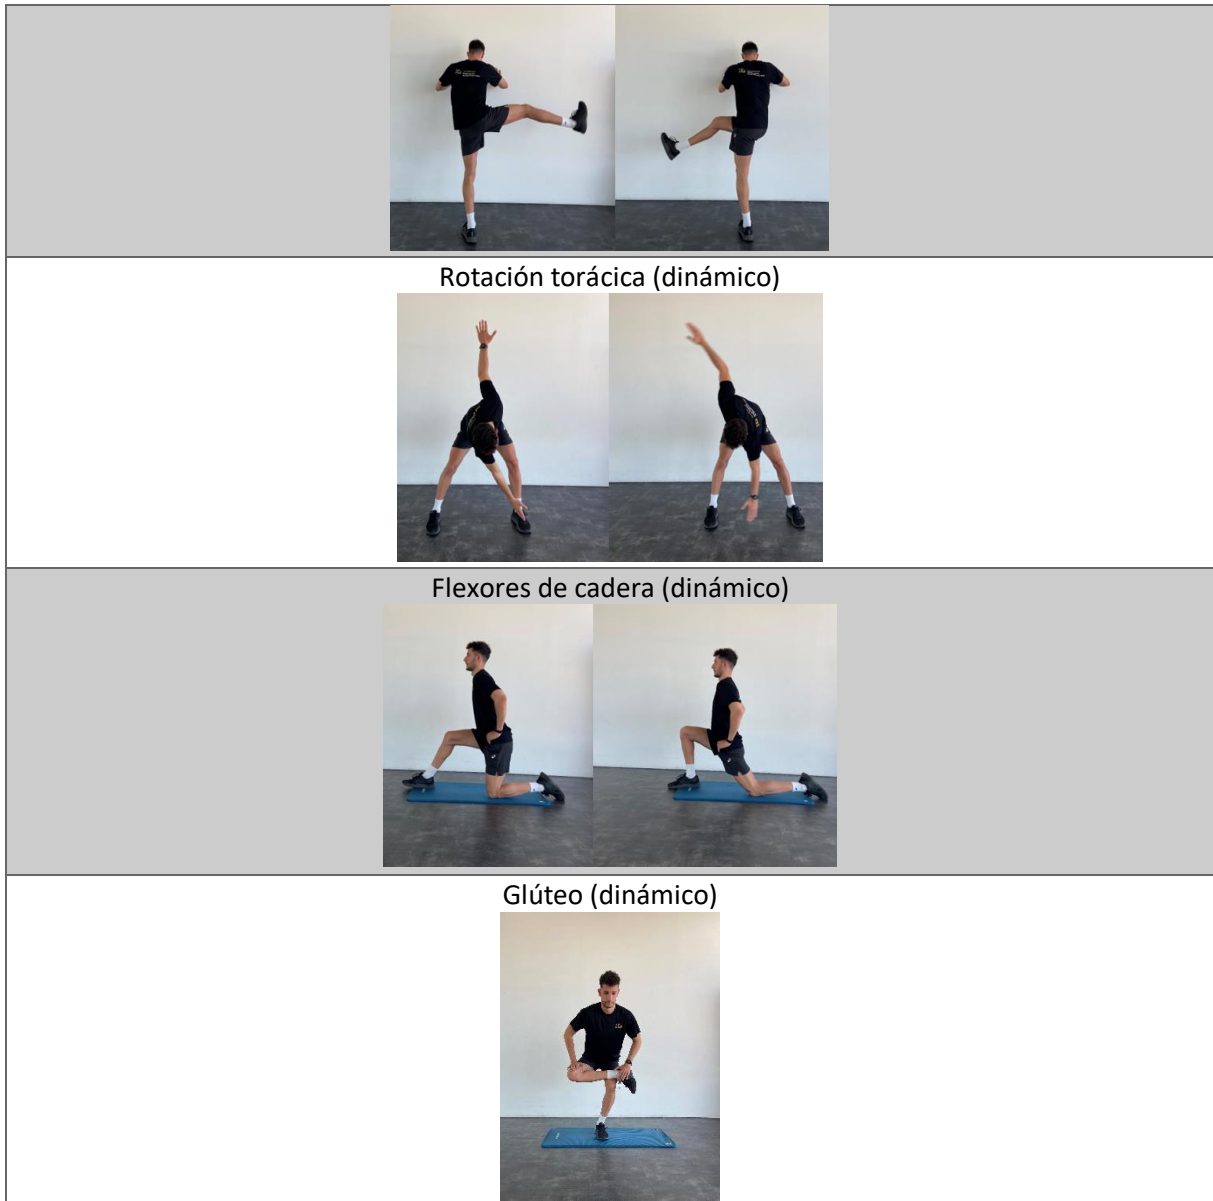 Rotación torácica (dinámico)
Flexores de cadera (dinámico)
Glúteo (dinámico)